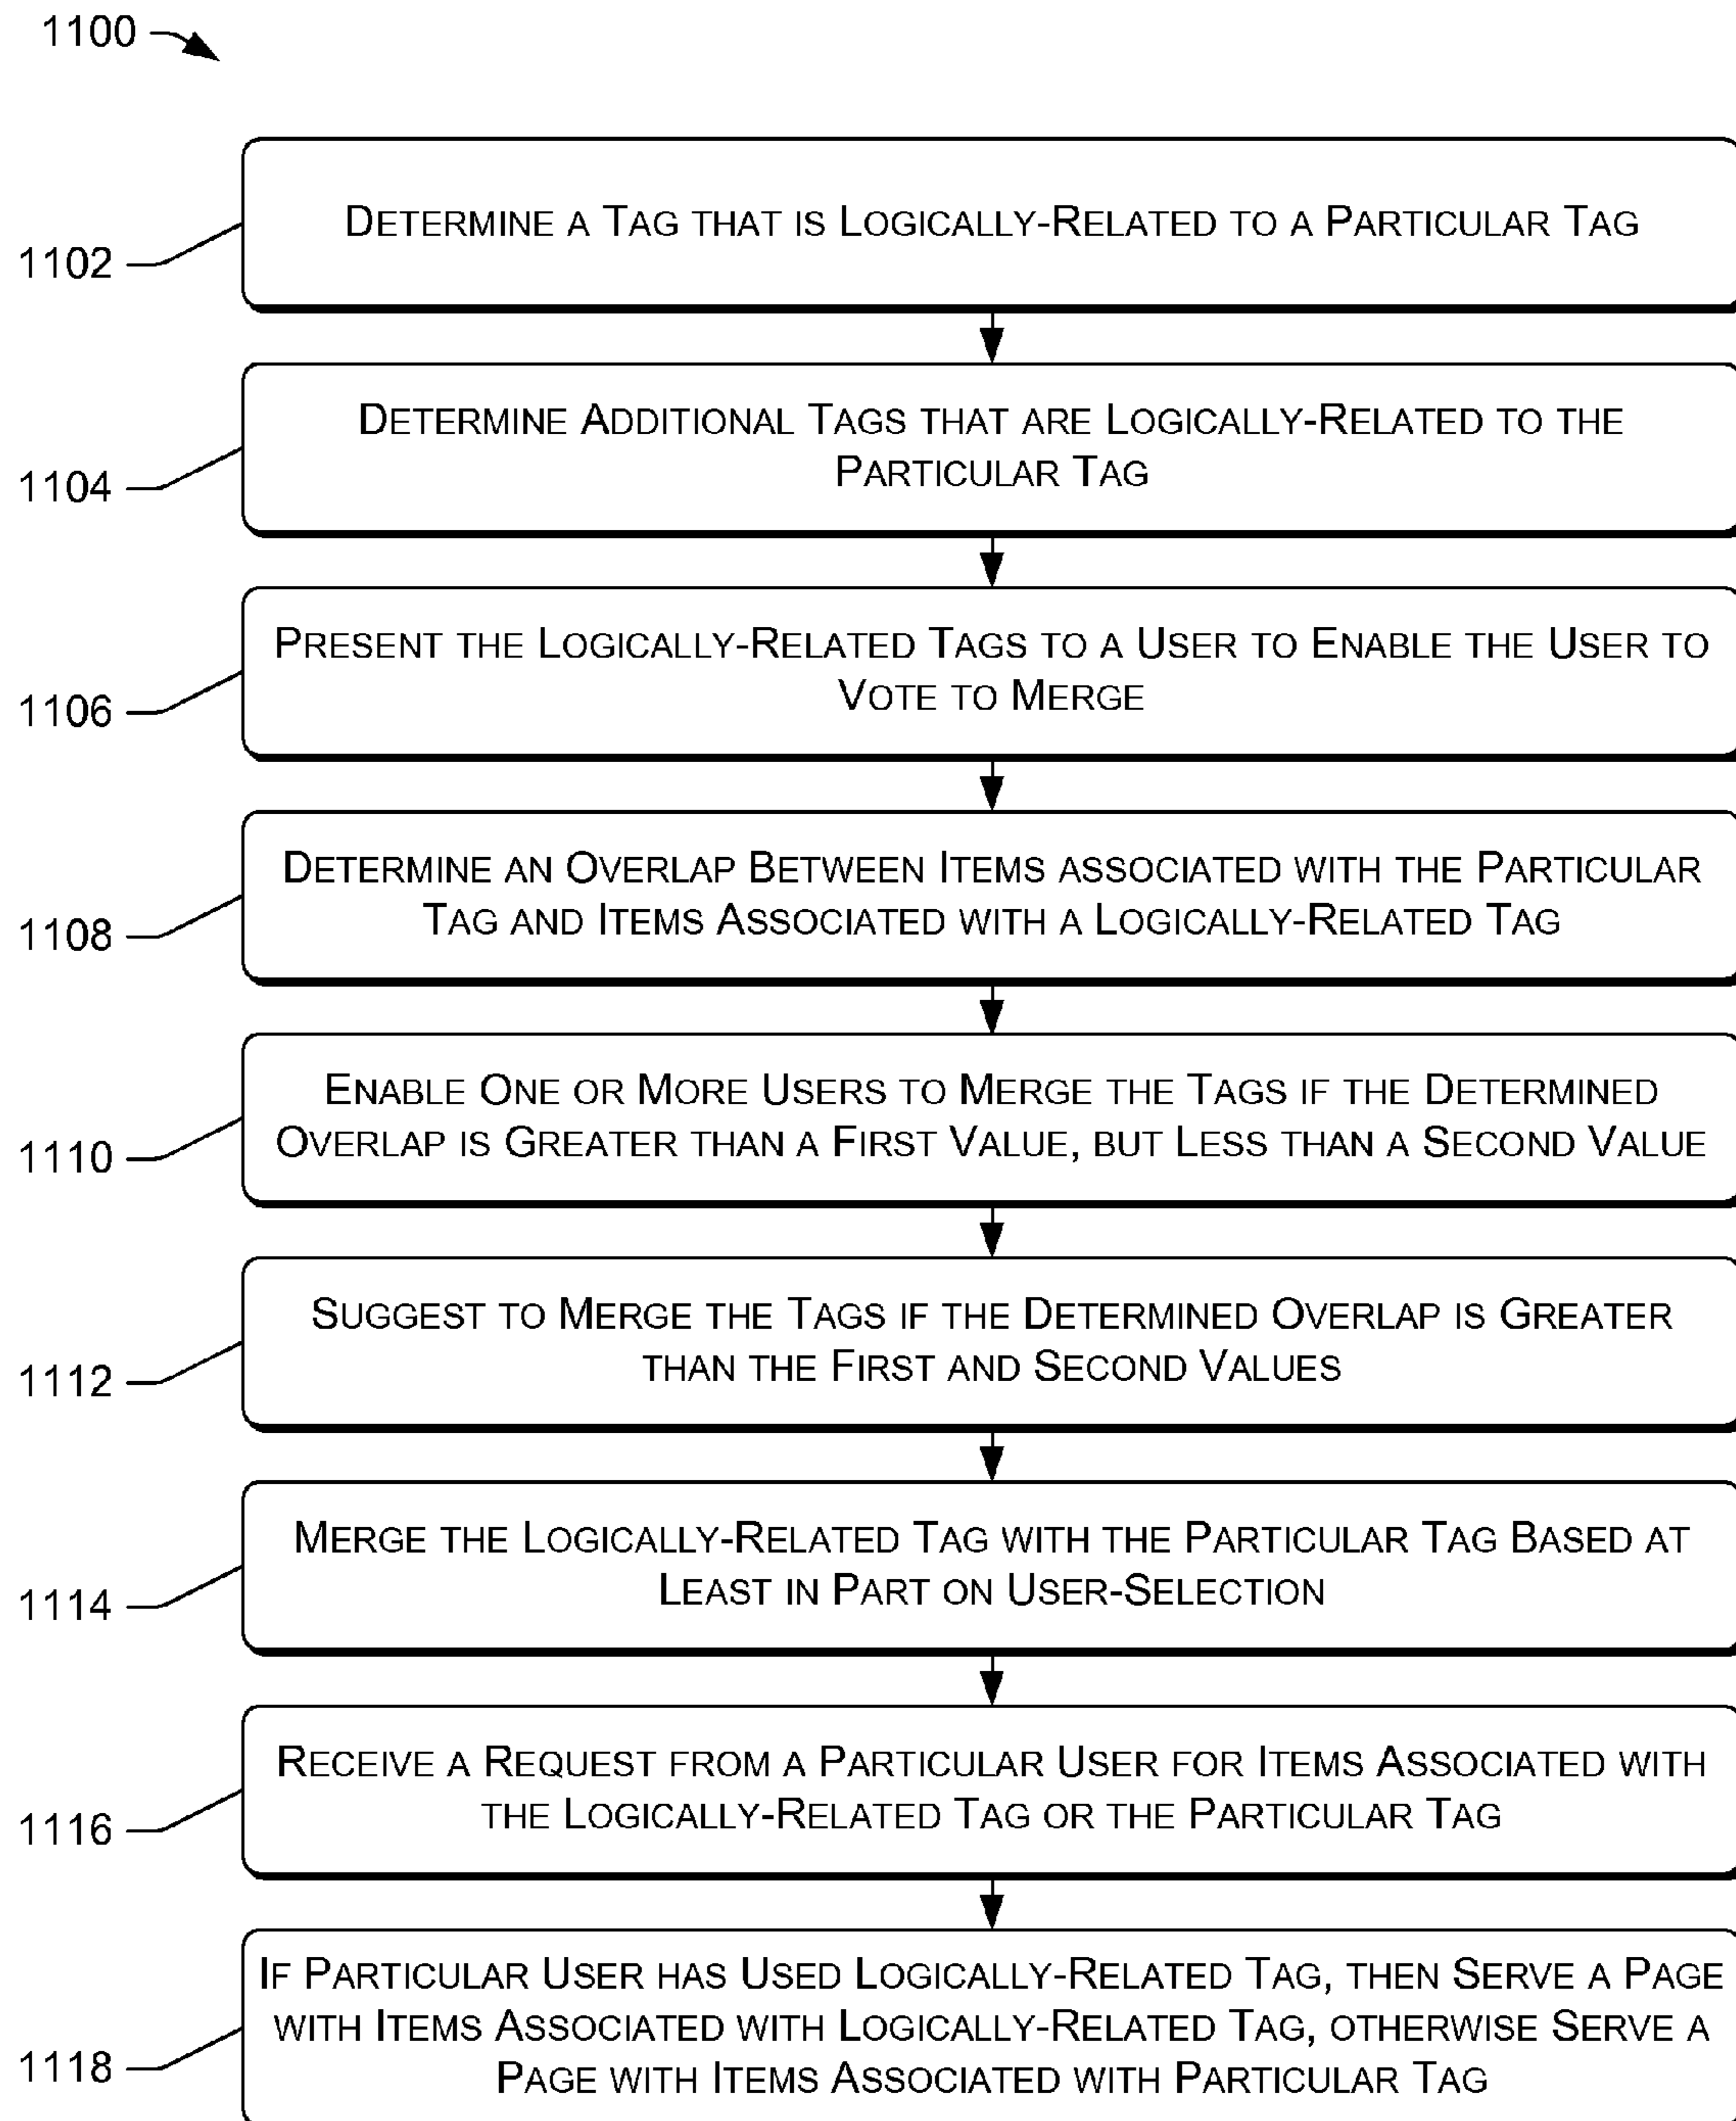 1100
DETERMINE A TAG THAT IS LOGICALLY-RELATED TO A PARTICULAR TAG
1102
DETERMINE ADDITIONAL TAGS THAT ARE LOGICALLY-RELATED TO THE
PARTICULAR TAG
1104
PRESENT THE LOGICALLY-RELATED TAGS TO A USER TO ENABLE THE USER TO
VOTE TO MERGE
1106
DETERMINE AN OVERLAP BETWEEN ITEMS ASSOCIATED WITH THE PARTICULAR
TAG AND ITEMS ASSOCIATED WITH A LOGICALLY-RELATED TAG
1108
ENABLE ONE OR MORE USERS TO MERGE THE TAGS IF THE DETERMINED
OVERLAP IS GREATER THAN A FIRST VALUE, BUT LESS THAN A SECOND VALUE
1110
SUGGEST TO MERGE THE TAGS IF THE DETERMINED OVERLAP IS GREATER
THAN THE FIRST AND SECOND VALUES
1112
MERGE THE LOGICALLY-RELATED TAG WITH THE PARTICULAR TAG BASED AT
LEAST IN PART ON USER-SELECTION
1114
RECEIVE A REQUEST FROM A PARTICULAR USER FOR ITEMS ASSOCIATED WITH
THE LOGICALLY-RELATED TAG OR THE PARTICULAR TAG
1116
IF PARTICULAR USER HAS USED LOGICALLY-RELATED TAG, THEN SERVE A PAGE
WITH ITEMS ASSOCIATED WITH LOGICALLY-RELATED TAG, OTHERWISE SERVE A
PAGE WITH ITEMS ASSOCIATED WITH PARTICULAR TAG
1118